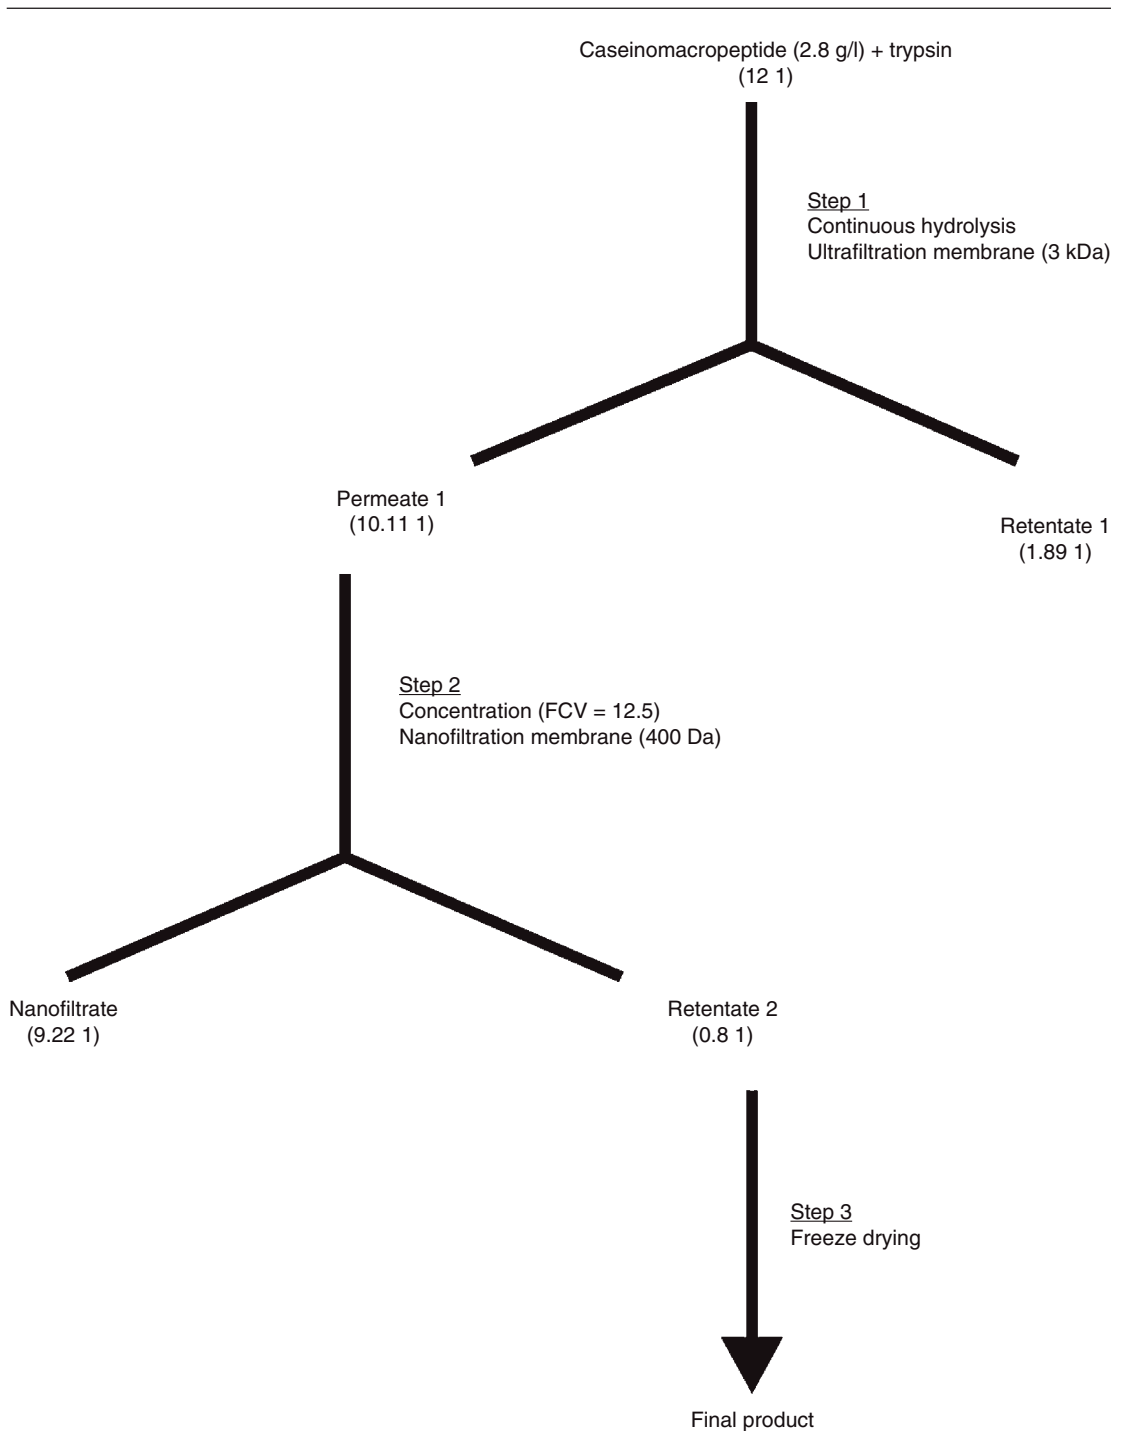 Caseinomacropeptide (2.8 g/l) + trypsin
(12 1)
Step 1
Continuous hydrolysis
Ultrafiltration membrane (3 kDa)
Permeate 1
(10.11 1)
Retentate 1
(1.89 1)
Step 2
Concentration (FCV = 12.5)
Nanofiltration membrane (400 Da)
Nanofiltrate
(9.22 1)
Retentate 2
(0.8 1)
Step 3
Freeze drying
Final product